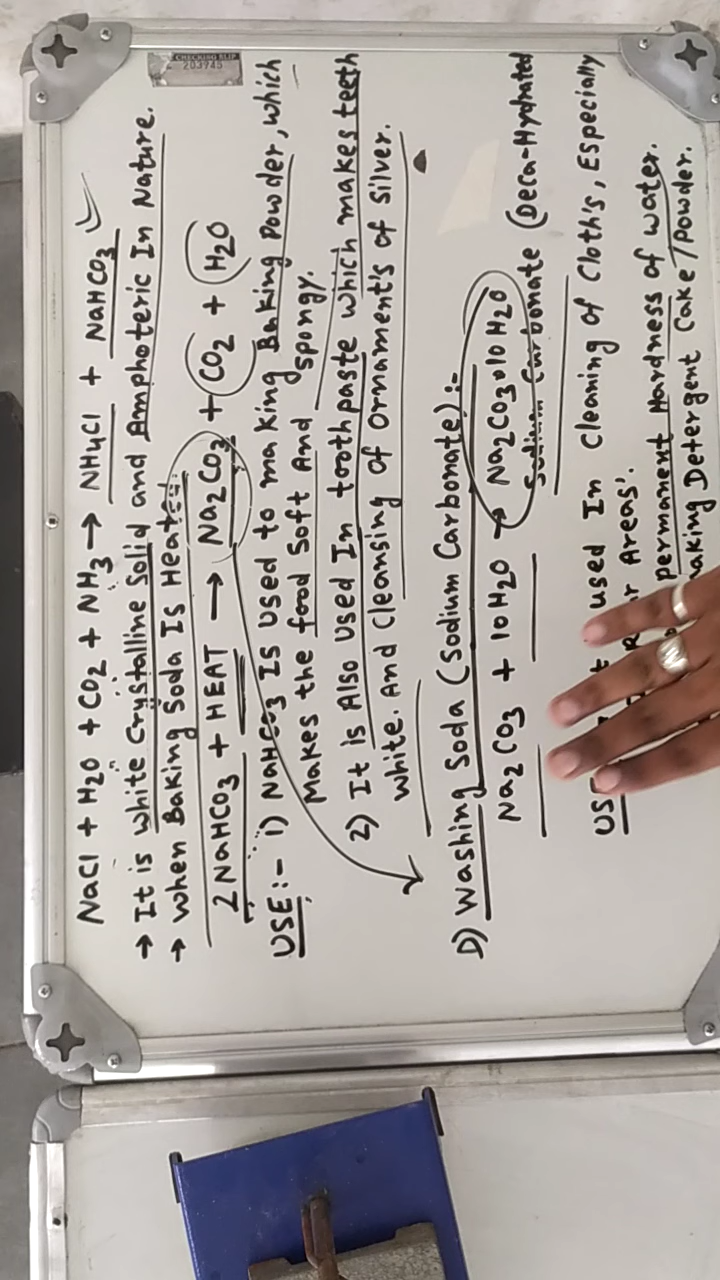 CHECKING SLIP
203745
NaCl + H2O + CO2 + NH3 → NH4Cl + NaHCO3
→ It is white crystalline Solid and Amphoteric In Nature.
→ when Baking Soda Is Heated.
2NaHCO3 + HEAT → Na2CO3 + CO2 + H2O
USE:- 1) NaHCO3 Is used to making Baking Powder, which
Makes the food Soft And spongy.
2) It is Also used In toothpaste which makes teeth
white. And Cleansing of ornament's of silver.
D) Washing Soda (Sodium Carbonate):-
Na2CO3 + 10H2O → Na2CO3•10H2O
Sodium Carbonate (Deca-Hydrated
used In Cleaning of Cloth's, Especially
Areas'.
permanent Hardness of water.
Detergent Cake/Powder.